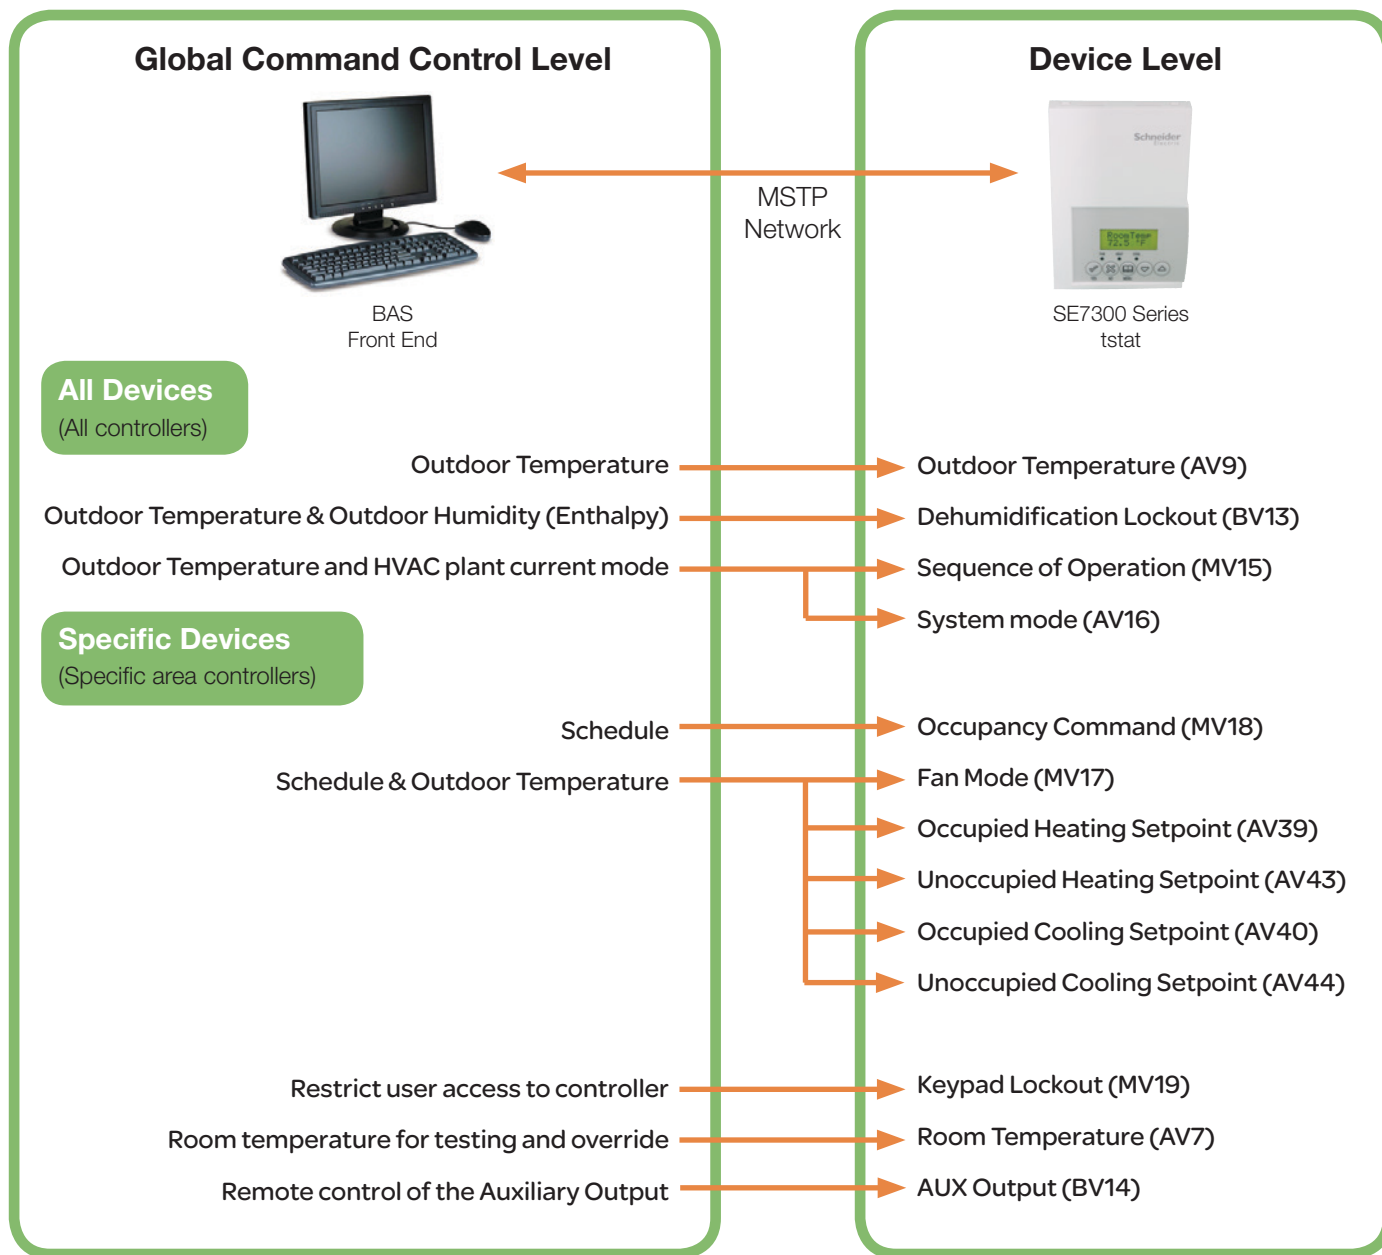 Global Command Control Level
Device Level
Schneider
Electric
RoomTemp
72.5 °F
MSTP
Network
BAS
Front End
SE7300 Series
tstat
All Devices
(All controllers)
Outdoor Temperature
Outdoor Temperature (AV9)
Outdoor Temperature & Outdoor Humidity (Enthalpy)
Dehumidification Lockout (BV13)
Outdoor Temperature and HVAC plant current mode
Sequence of Operation (MV15)
System mode (AV16)
Specific Devices
(Specific area controllers)
Schedule
Occupancy Command (MV18)
Schedule & Outdoor Temperature
Fan Mode (MV17)
Occupied Heating Setpoint (AV39)
Unoccupied Heating Setpoint (AV43)
Occupied Cooling Setpoint (AV40)
Unoccupied Cooling Setpoint (AV44)
Restrict user access to controller
Keypad Lockout (MV19)
Room temperature for testing and override
Room Temperature (AV7)
Remote control of the Auxiliary Output
AUX Output (BV14)